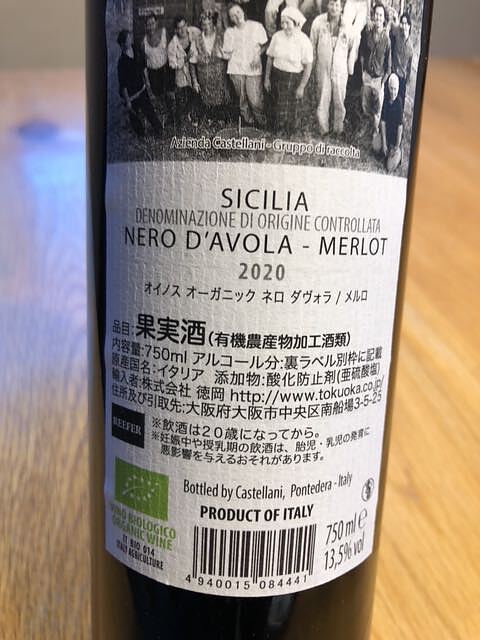 Azienda Castellani - Gruppo di raccolta
SICILIA
DENOMINAZIONE DI ORIGINE CONTROLLATA
NERO D'AVOLA - MERLOT
2020
オイノス オーガニック ネロ ダヴォラ / メルロ
品目:果実酒(有機農産物加工酒類)
内容量:750ml アルコール分:裏ラベル別枠に記載
原産国名:イタリア 添加物:酸化防止剤(亜硫酸塩)
輸入者:株式会社 徳岡 http://www.tokuoka.co.jp/
住所及び引取先:大阪府大阪市中央区南船場3-5-25
REEFER
※飲酒は20歳になってから。
※妊娠中や授乳期の飲酒は、胎児・乳児の発育に
悪影響を与えるおそれがあります。
Bottled by Castellani, Pontedera - Italy
PRODUCT OF ITALY
VINO BIOLOGICO
ORGANIC WINE
IT BIO 014
ITALY AGRICULTURE
750 ml e
13,5% vol
4 940015 084441